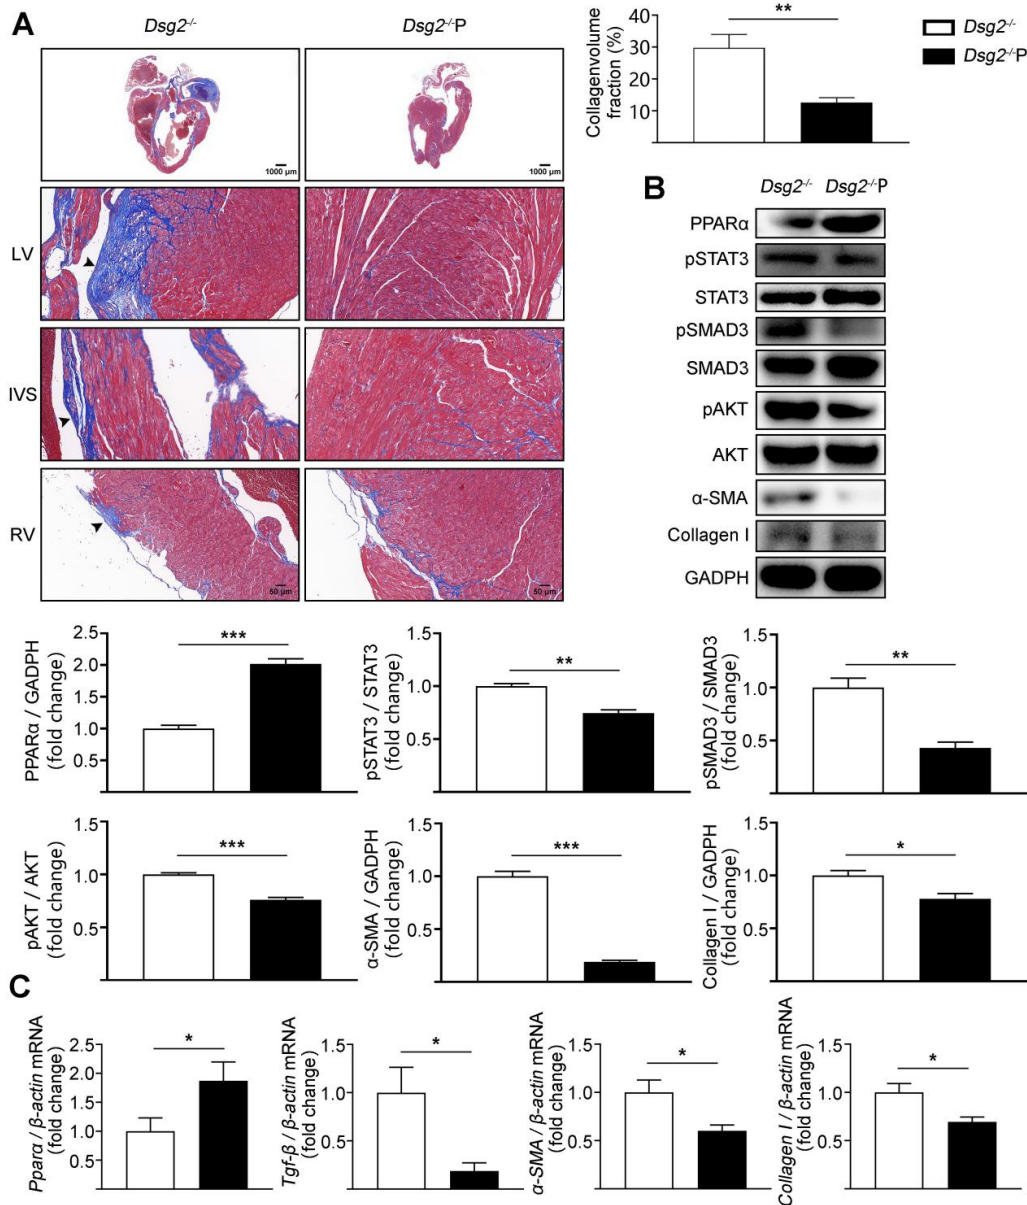 A
Dsg2-/-
Dsg2-/-P
1000 µm
1000 µm
LV
IVS
RV
50 µm
50 µm
Collagenvolume
fraction (%)
40
30
20
10
**
Dsg2-/-
Dsg2-/-P
B
Dsg2-/- Dsg2-/-P
PPARα
pSTAT3
STAT3
pSMAD3
SMAD3
pAKT
AKT
α-SMA
Collagen I
GADPH
PPARα / GADPH
(fold change)
2.5
2.0
1.5
1.0
0.5
***
pSTAT3 / STAT3
(fold change)
1.5
1.0
0.5
**
pSMAD3 / SMAD3
(fold change)
1.5
1.0
0.5
**
pAKT / AKT
(fold change)
1.5
1.0
0.5
***
α-SMA / GADPH
(fold change)
1.5
1.0
0.5
***
Collagen I / GADPH
(fold change)
1.5
1.0
0.5
*
C
Pparα / β-actin mRNA
(fold change)
2.5
2.0
1.5
1.0
0.5
*
Tgf-β / β-actin mRNA
(fold change)
1.5
1.0
0.5
*
α-SMA / β-actin mRNA
(fold change)
1.5
1.0
0.5
*
Collagen I / β-actin mRNA
(fold change)
1.5
1.0
0.5
*